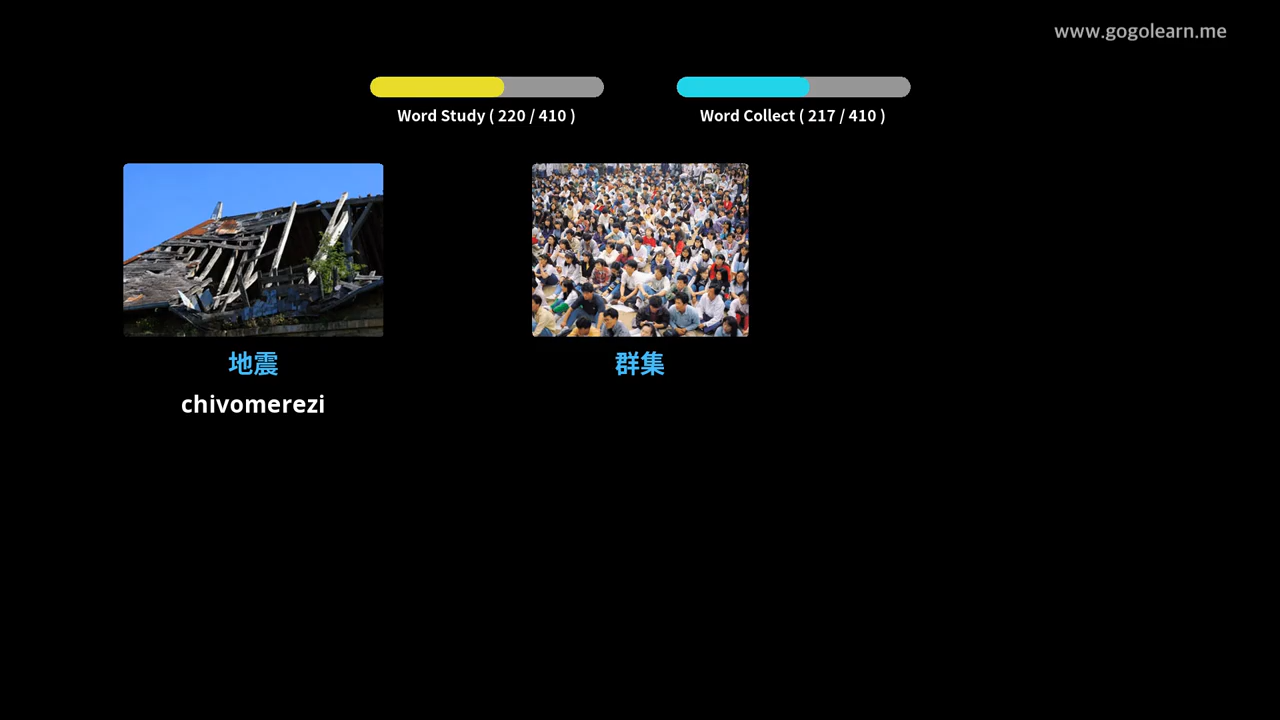 www.gogolearn.me
Word Study ( 220 / 410 )
Word Collect ( 217 / 410 )
地震
chivomerezi
群集